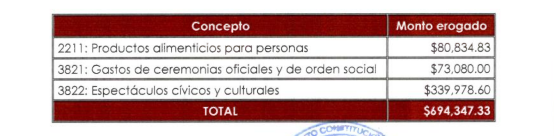 Concepto Monto erogado
2211: Productos alimenticios para personas $80,834.83
3821: Gastos de ceremonias oficiales y de orden social $73,080.00
3822: Espectáculos cívicos y culturales $339,978.60
TOTAL $694,347.33